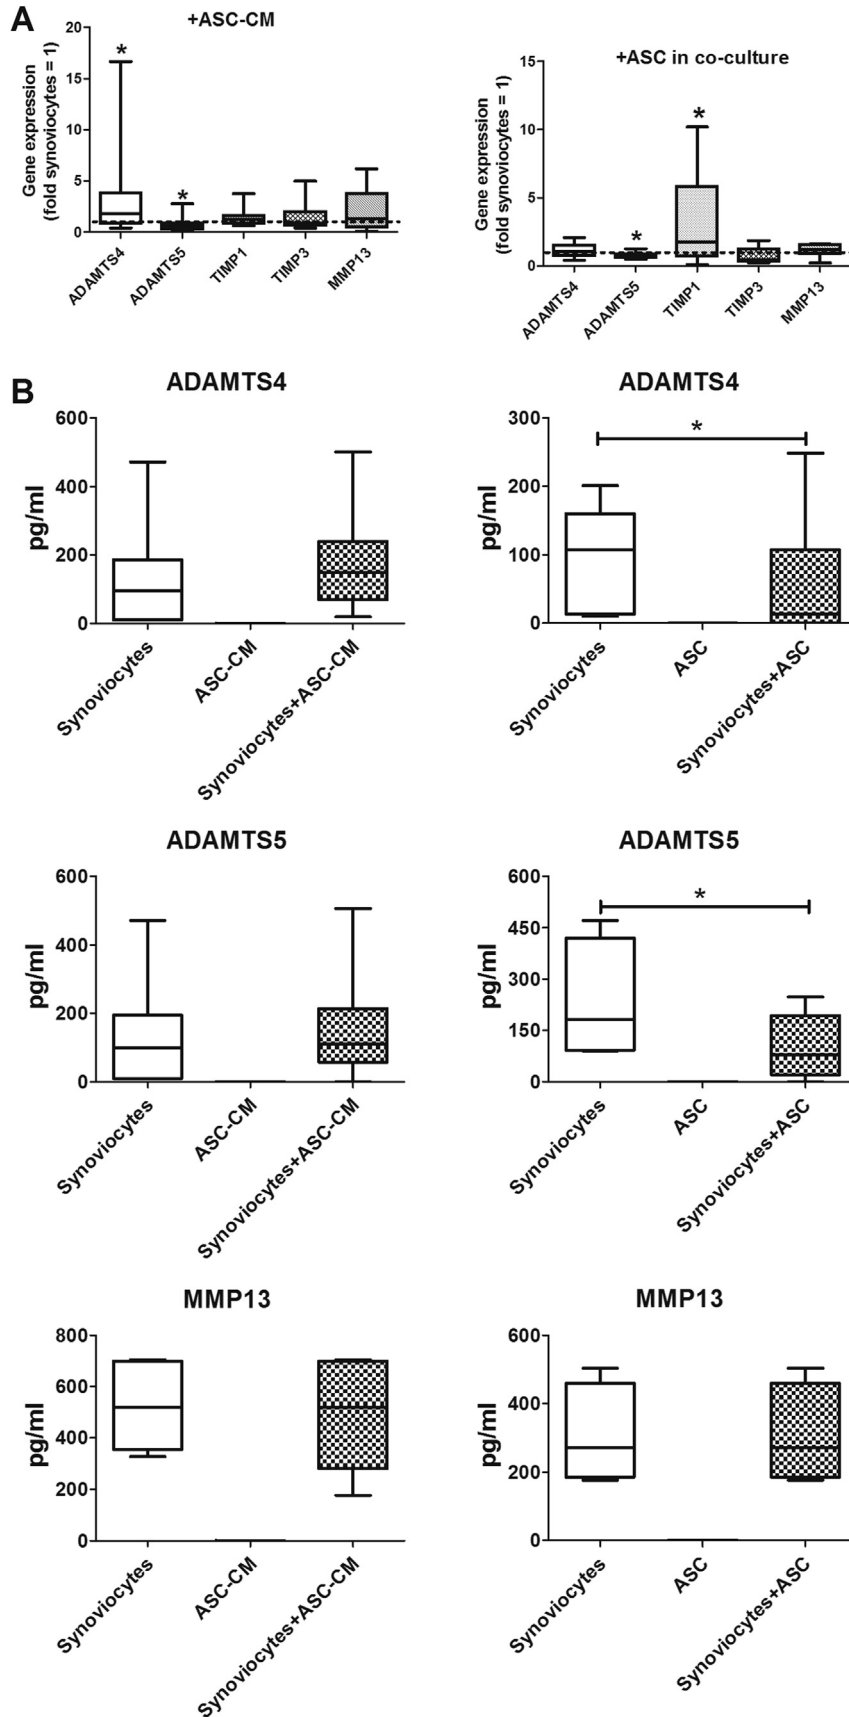 A
+ASC-CM
Gene expression
(fold synoviocytes = 1)
20
15
10
5
0
*
*
ADAMTS4
ADAMTS5
TIMP1
TIMP3
MMP13
+ASC in co-culture
Gene expression
(fold synoviocytes = 1)
15
10
5
0
*
*
ADAMTS4
ADAMTS5
TIMP1
TIMP3
MMP13
B
ADAMTS4
pg/ml
600
400
200
0
Synoviocytes
ASC-CM
Synoviocytes+ASC-CM
ADAMTS4
pg/ml
300
200
100
0
*
Synoviocytes
ASC
Synoviocytes+ASC
ADAMTS5
pg/ml
600
400
200
0
Synoviocytes
ASC-CM
Synoviocytes+ASC-CM
ADAMTS5
pg/ml
600
450
300
150
0
*
Synoviocytes
ASC
Synoviocytes+ASC
MMP13
pg/ml
800
600
400
200
0
Synoviocytes
ASC-CM
Synoviocytes+ASC-CM
MMP13
pg/ml
600
400
200
0
Synoviocytes
ASC
Synoviocytes+ASC